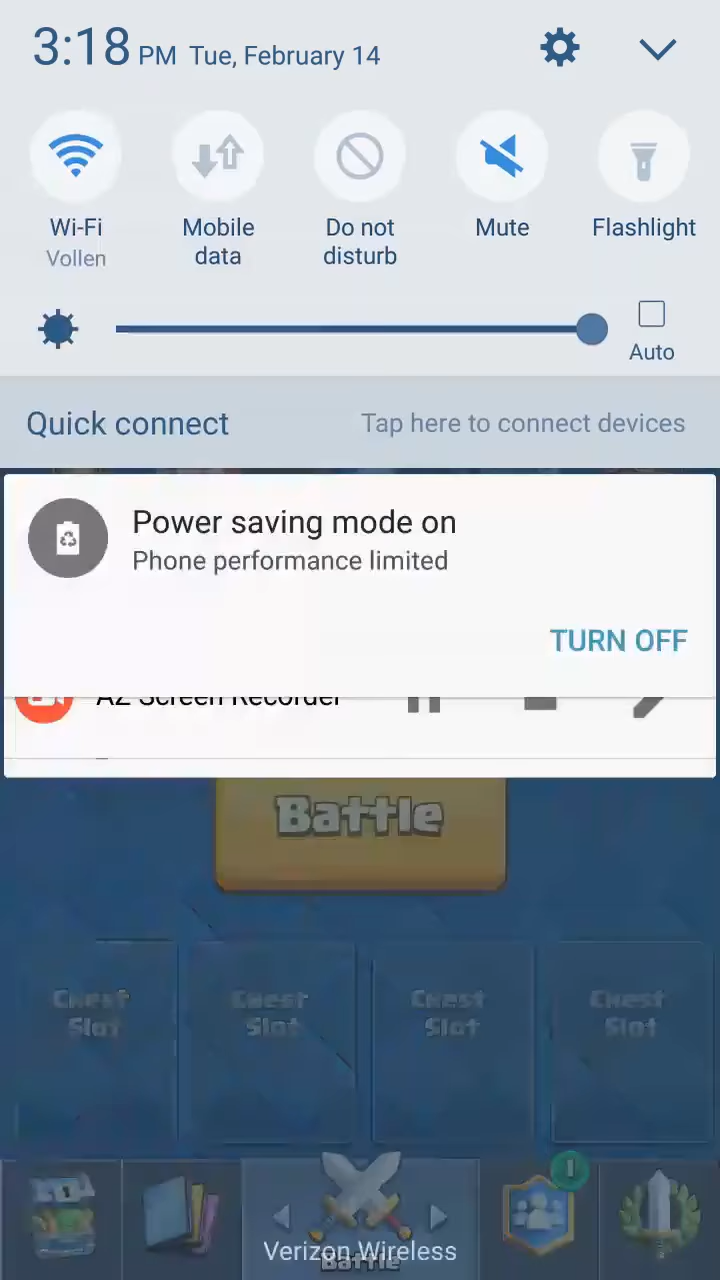 3:18 PM Tue, February 14
Wi-Fi
Vollen
Mobile
data
Do not
disturb
Mute
Flashlight
Auto
Quick connect
Tap here to connect devices
Power saving mode on
Phone performance limited
TURN OFF
AZ Screen Recorder
Battle
Chest
Slot
Chest
Slot
Chest
Slot
Chest
Slot
1
Verizon Wireless
Battle